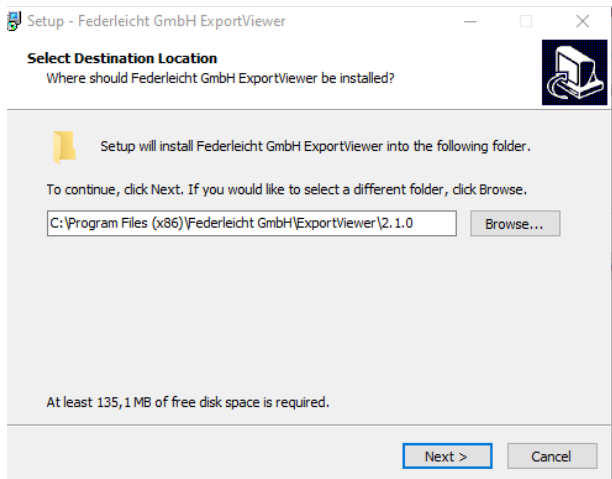 Setup - Federleicht GmbH ExportViewer
Select Destination Location
Where should Federleicht GmbH ExportViewer be installed?
Setup will install Federleicht GmbH ExportViewer into the following folder.
To continue, click Next. If you would like to select a different folder, click Browse.
C:\Program Files (x86)\Federleicht GmbH\ExportViewer\2.1.0
Browse...
At least 135,1 MB of free disk space is required.
Next >
Cancel